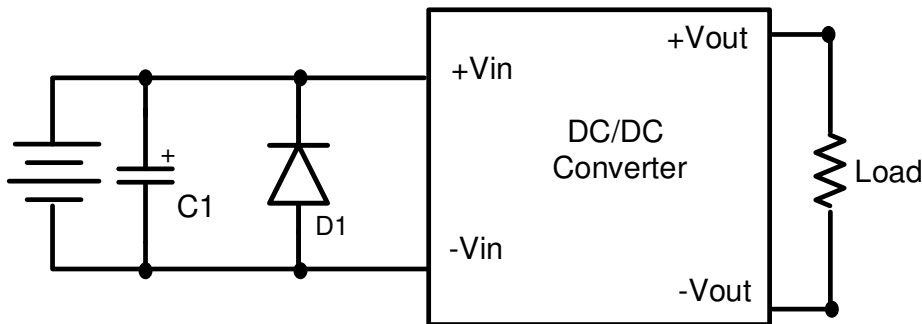 +Vout
+Vin
DC/DC
Converter
+
C1
D1
Load
-Vin
-Vout